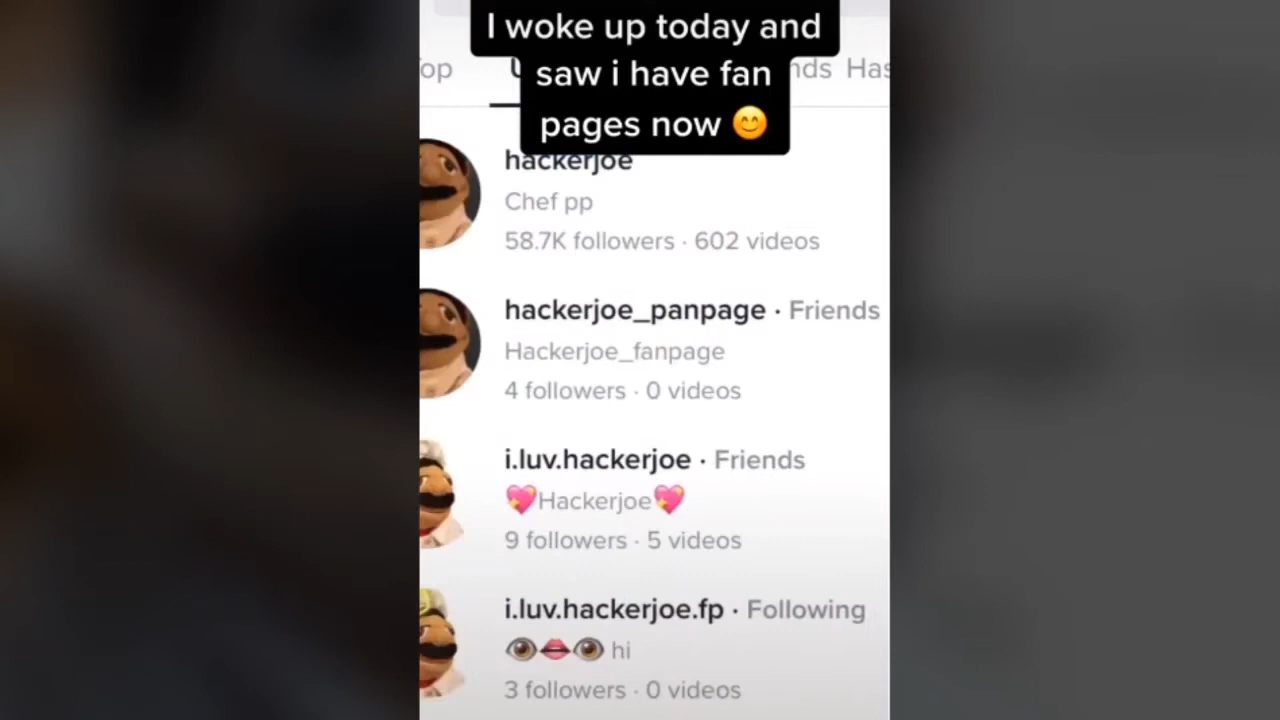 I woke up today and
saw i have fan
pages now 😊
hackerjoe
Chef pp
58.7K followers · 602 videos
hackerjoe_panpage · Friends
Hackerjoe_fanpage
4 followers · 0 videos
i.luv.hackerjoe · Friends
💖Hackerjoe💖
9 followers · 5 videos
i.luv.hackerjoe.fp · Following
👁️👄👁️ hi
3 followers · 0 videos